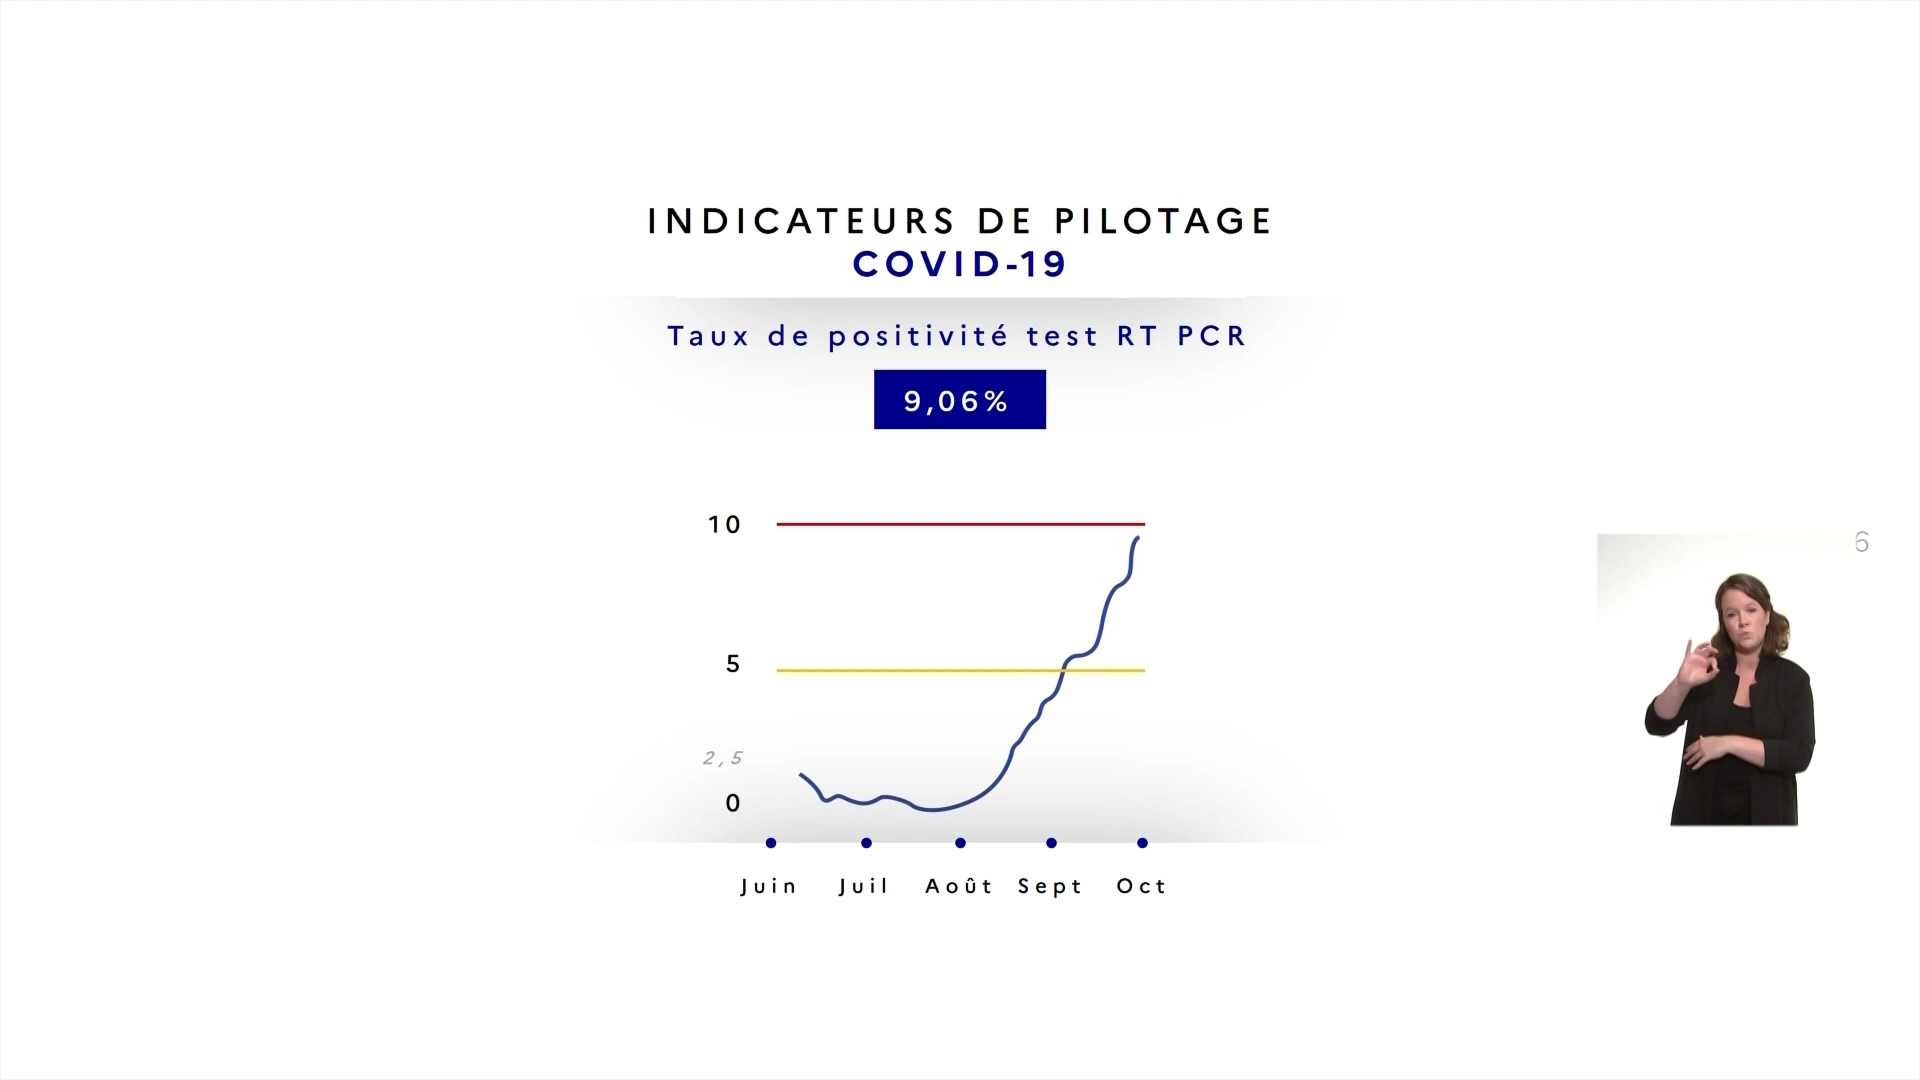 INDICATEURS DE PILOTAGE
COVID-19
Taux de positivité test RT PCR
9,06%
10
5
2,5
0
Juin Juil Août Sept Oct
6